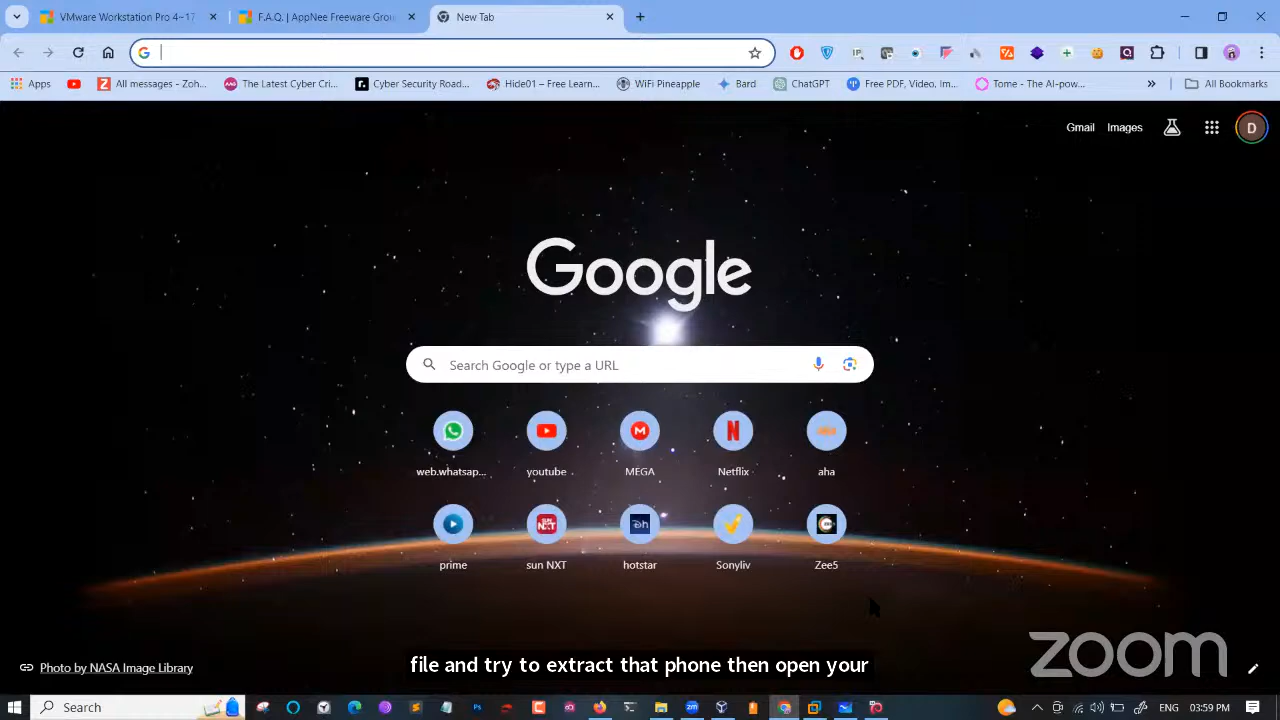 VMware Workstation Pro 4~17
F.A.Q. | AppNee Freeware Grou
New Tab
Apps
All messages - Zoh...
The Latest Cyber Cri...
Cyber Security Road...
Hide01 – Free Learn...
WiFi Pineapple
Bard
ChatGPT
Free PDF, Video, Im...
Tome - The AI-pow...
All Bookmarks
Gmail
Images
D
Google
Search Google or type a URL
web.whatsap...
youtube
MEGA
Netflix
aha
prime
sun NXT
hotstar
Sonyliv
Zee5
file and try to extract that phone then open your
Photo by NASA Image Library
zoom
Search
ENG
03:59 PM